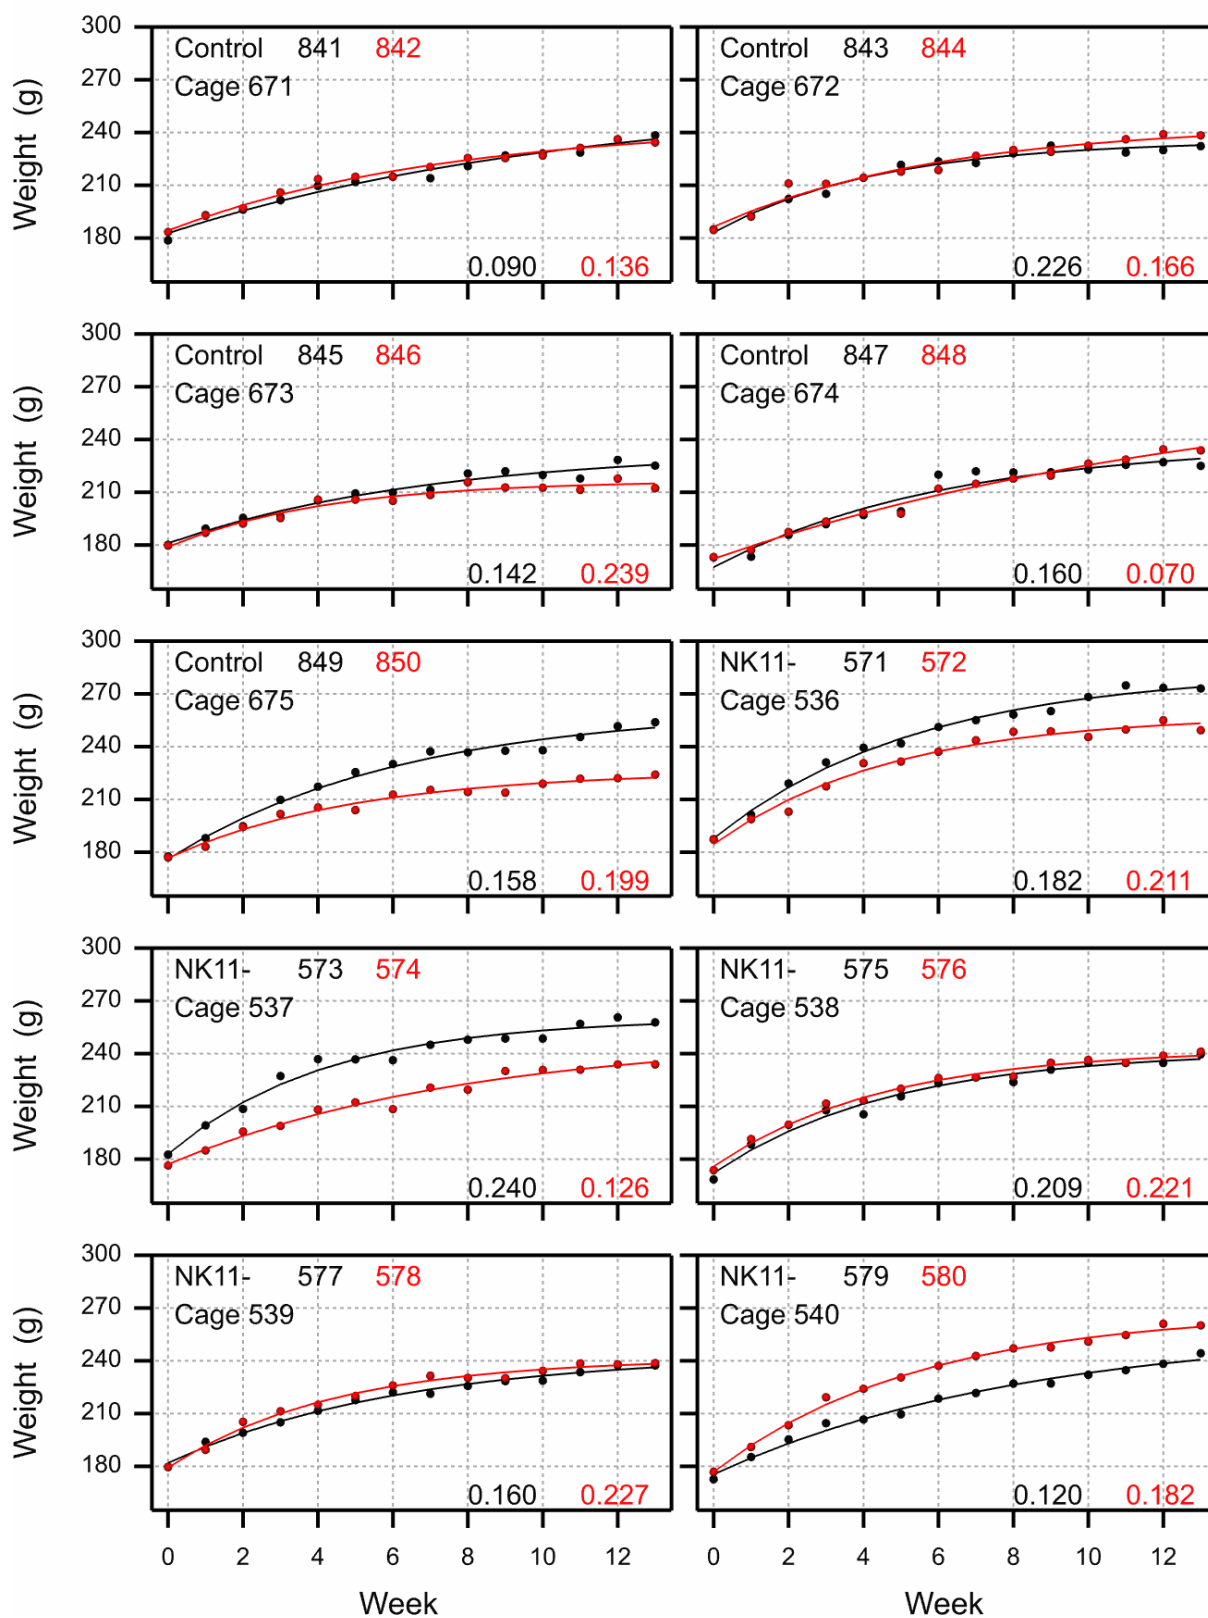 Weight (g)
300
270
240
210
180
Control 841 842
Cage 671
0.090 0.136
Control 843 844
Cage 672
0.226 0.166
Weight (g)
300
270
240
210
180
Control 845 846
Cage 673
0.142 0.239
Control 847 848
Cage 674
0.160 0.070
Weight (g)
300
270
240
210
180
Control 849 850
Cage 675
0.158 0.199
NK11- 571 572
Cage 536
0.182 0.211
Weight (g)
300
270
240
210
180
NK11- 573 574
Cage 537
0.240 0.126
NK11- 575 576
Cage 538
0.209 0.221
Weight (g)
300
270
240
210
180
NK11- 577 578
Cage 539
0.160 0.227
NK11- 579 580
Cage 540
0.120 0.182
0 2 4 6 8 10 12
Week
0 2 4 6 8 10 12
Week